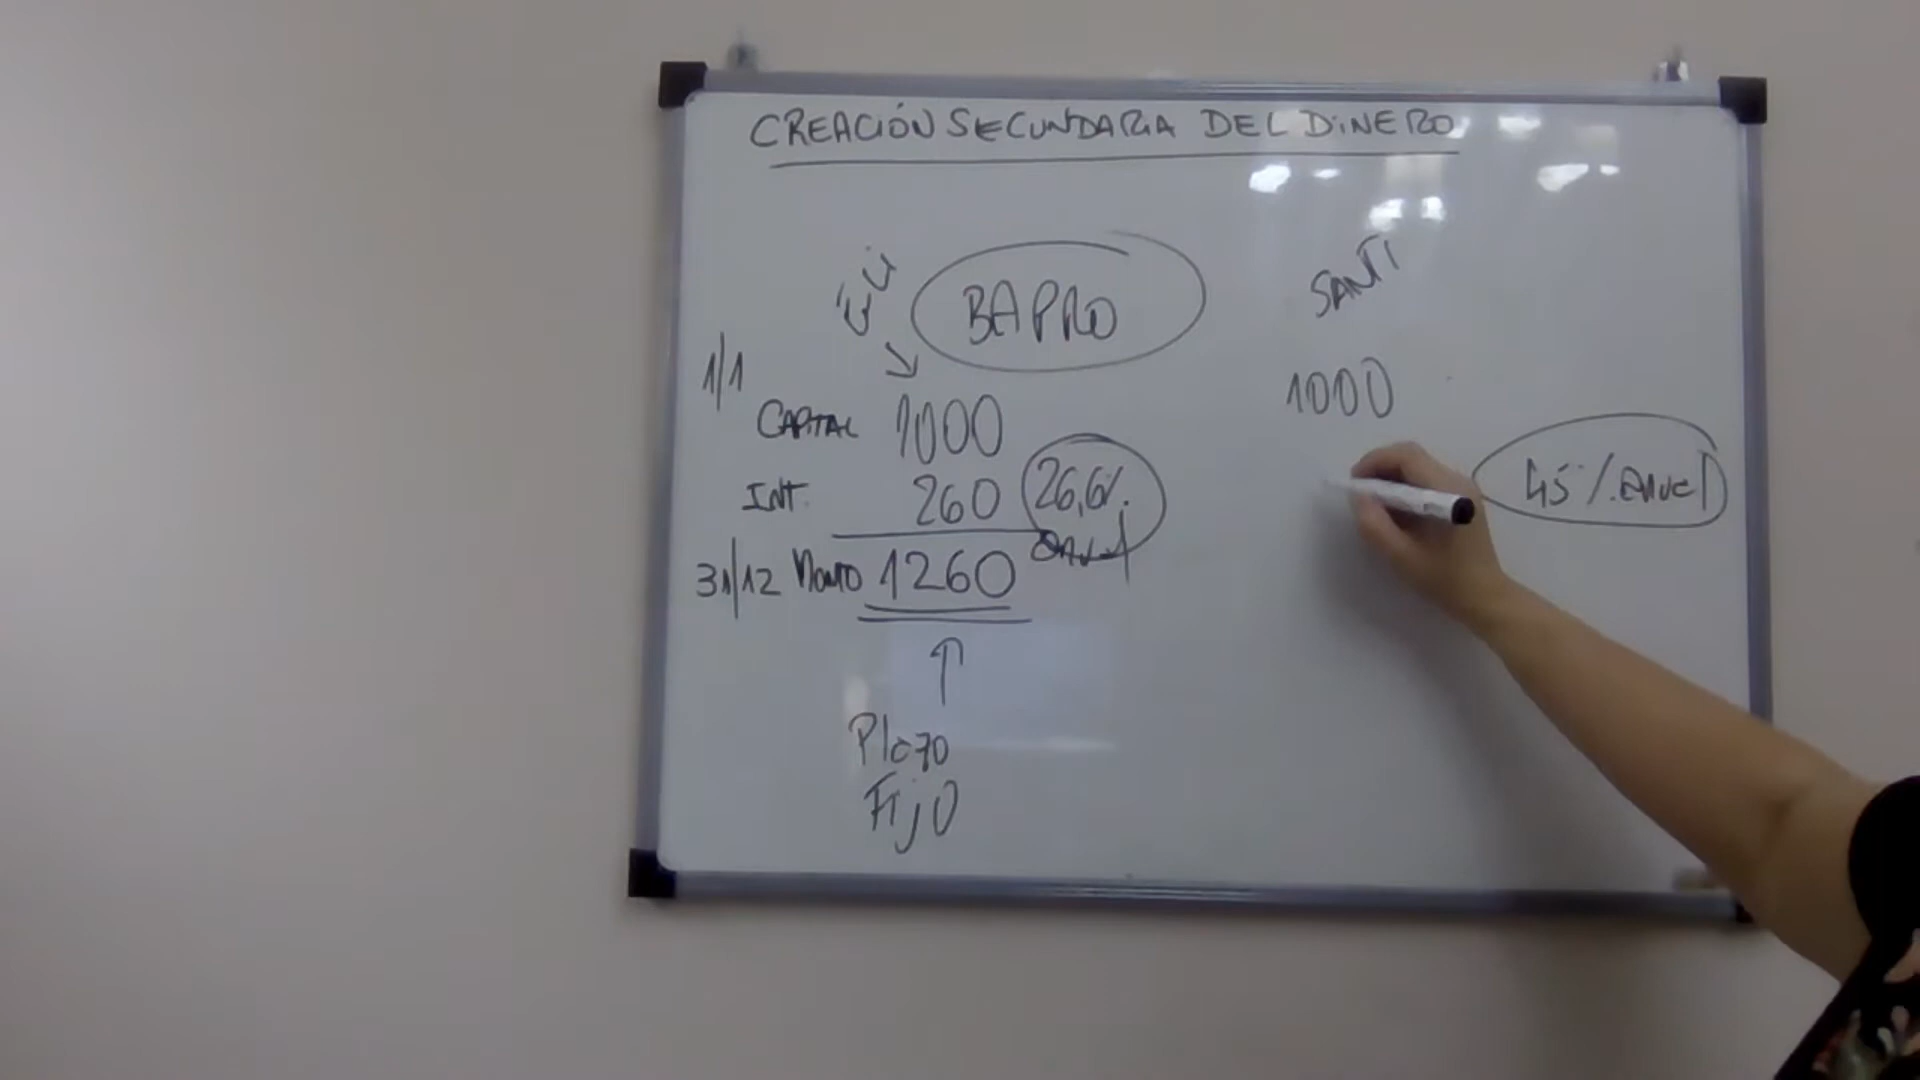 CREACIÓN SECUNDARIA DEL DINERO
BAPRO
SANTI
1/1
CAPITAL 1000
1000
INT. 260 26,6%.
45%. anual
31/12 Monto 1260 anual
Plazo
Fijo